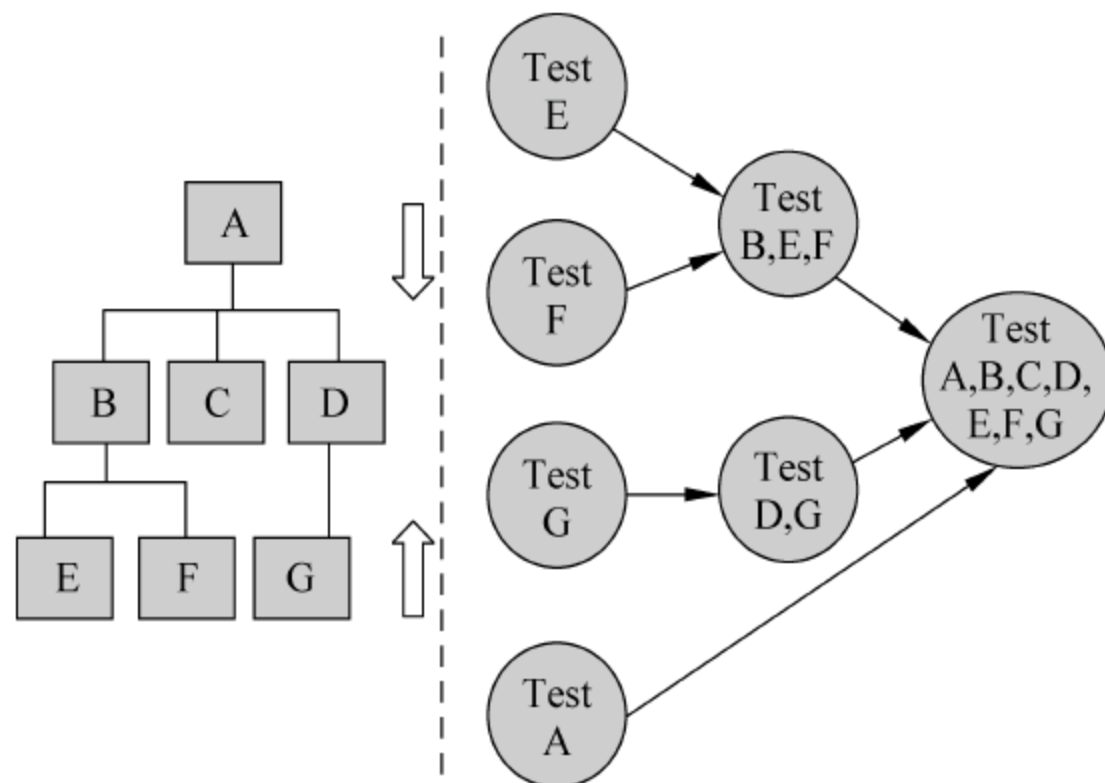 A
B
C
D
E
F
G
Test
E
Test
F
Test
G
Test
A
Test
B,E,F
Test
D,G
Test
A,B,C,D,
E,F,G